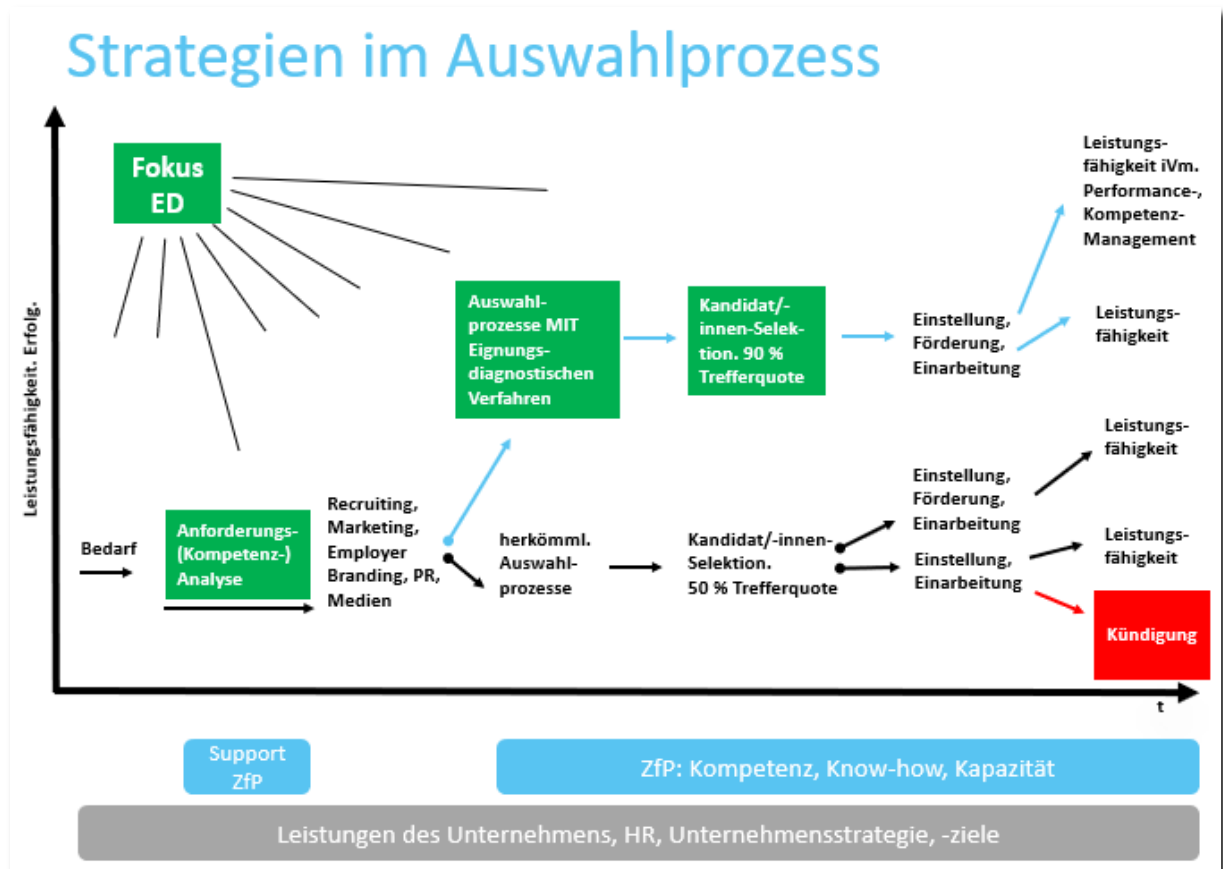 Strategien im Auswahlprozess
Leistungsfähigkeit. Erfolg.
Fokus
ED
Leistungs-
fähigkeit iVm.
Performance-,
Kompetenz-
Management
Auswahl-
prozesse MIT
Eignungs-
diagnostischen
Verfahren
Kandidat/-
innen-Selek-
tion. 90 %
Trefferquote
Einstellung,
Förderung,
Einarbeitung
Leistungs-
fähigkeit
Bedarf
Anforderungs-
(Kompetenz-)
Analyse
Recruiting,
Marketing,
Employer
Branding, PR,
Medien
herkömml.
Auswahl-
prozesse
Kandidat/-innen-
Selektion.
50 % Trefferquote
Einstellung,
Förderung,
Einarbeitung
Einstellung,
Einarbeitung
Leistungs-
fähigkeit
Leistungs-
fähigkeit
Kündigung
t
Support
ZfP
ZfP: Kompetenz, Know-how, Kapazität
Leistungen des Unternehmens, HR, Unternehmensstrategie, -ziele